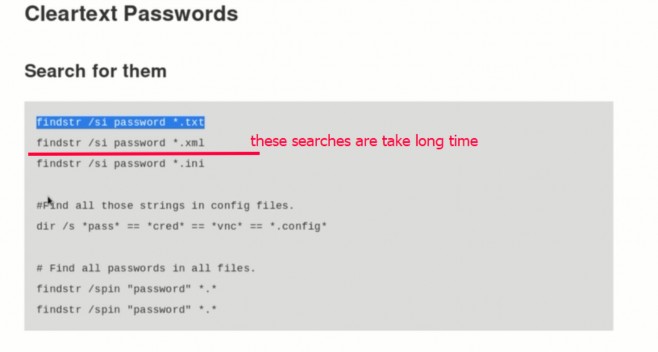 Cleartext Passwords
Search for them
findstr /si password *.txt
findstr /si password *.xml
these searches are take long time
findstr /si password *.ini
#Find all those strings in config files.
dir /s *pass* == *cred* == *vnc* == *.config*
# Find all passwords in all files.
findstr /spin "password" *.*
findstr /spin "password" *.*